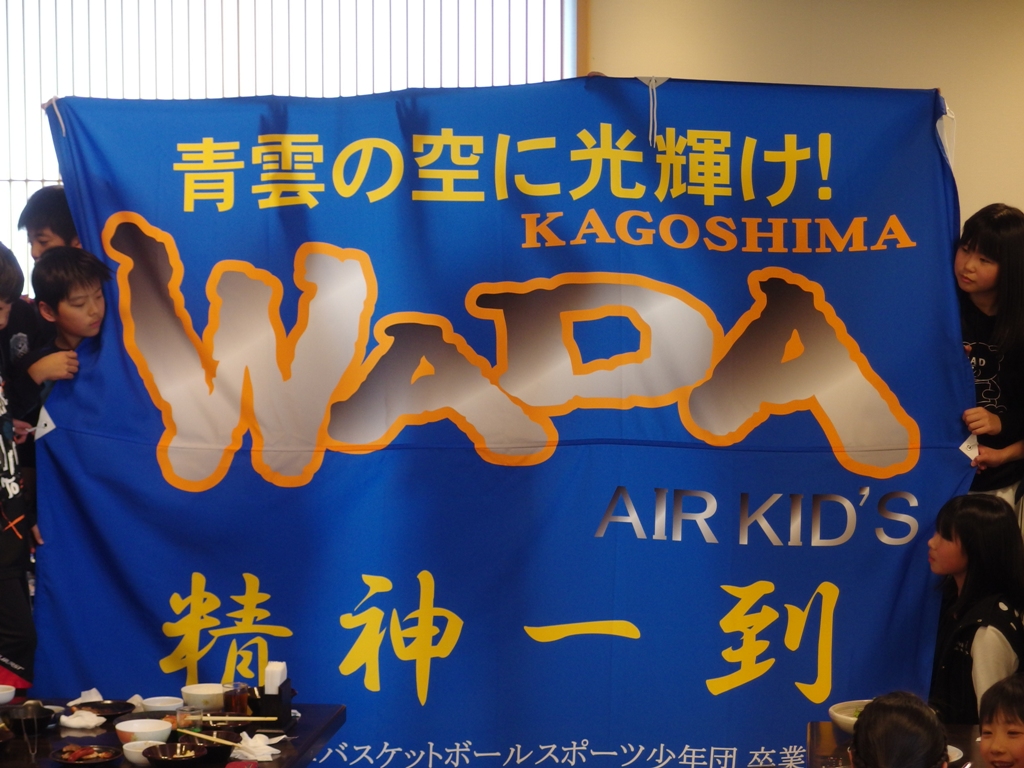 青雲の空に光輝け!
KAGOSHIMA
WADA
AIR KID'S
精神一到
バスケットボールスポーツ少年団 卒業